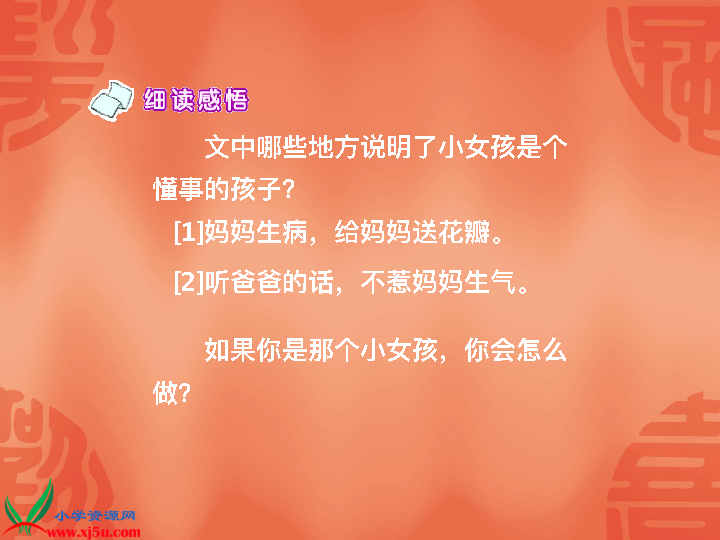 细读感悟
文中哪些地方说明了小女孩是个
懂事的孩子？
[1]妈妈生病，给妈妈送花瓣。
[2]听爸爸的话，不惹妈妈生气。
如果你是那个小女孩，你会怎么
做？
小学资源网
www.xj5u.com